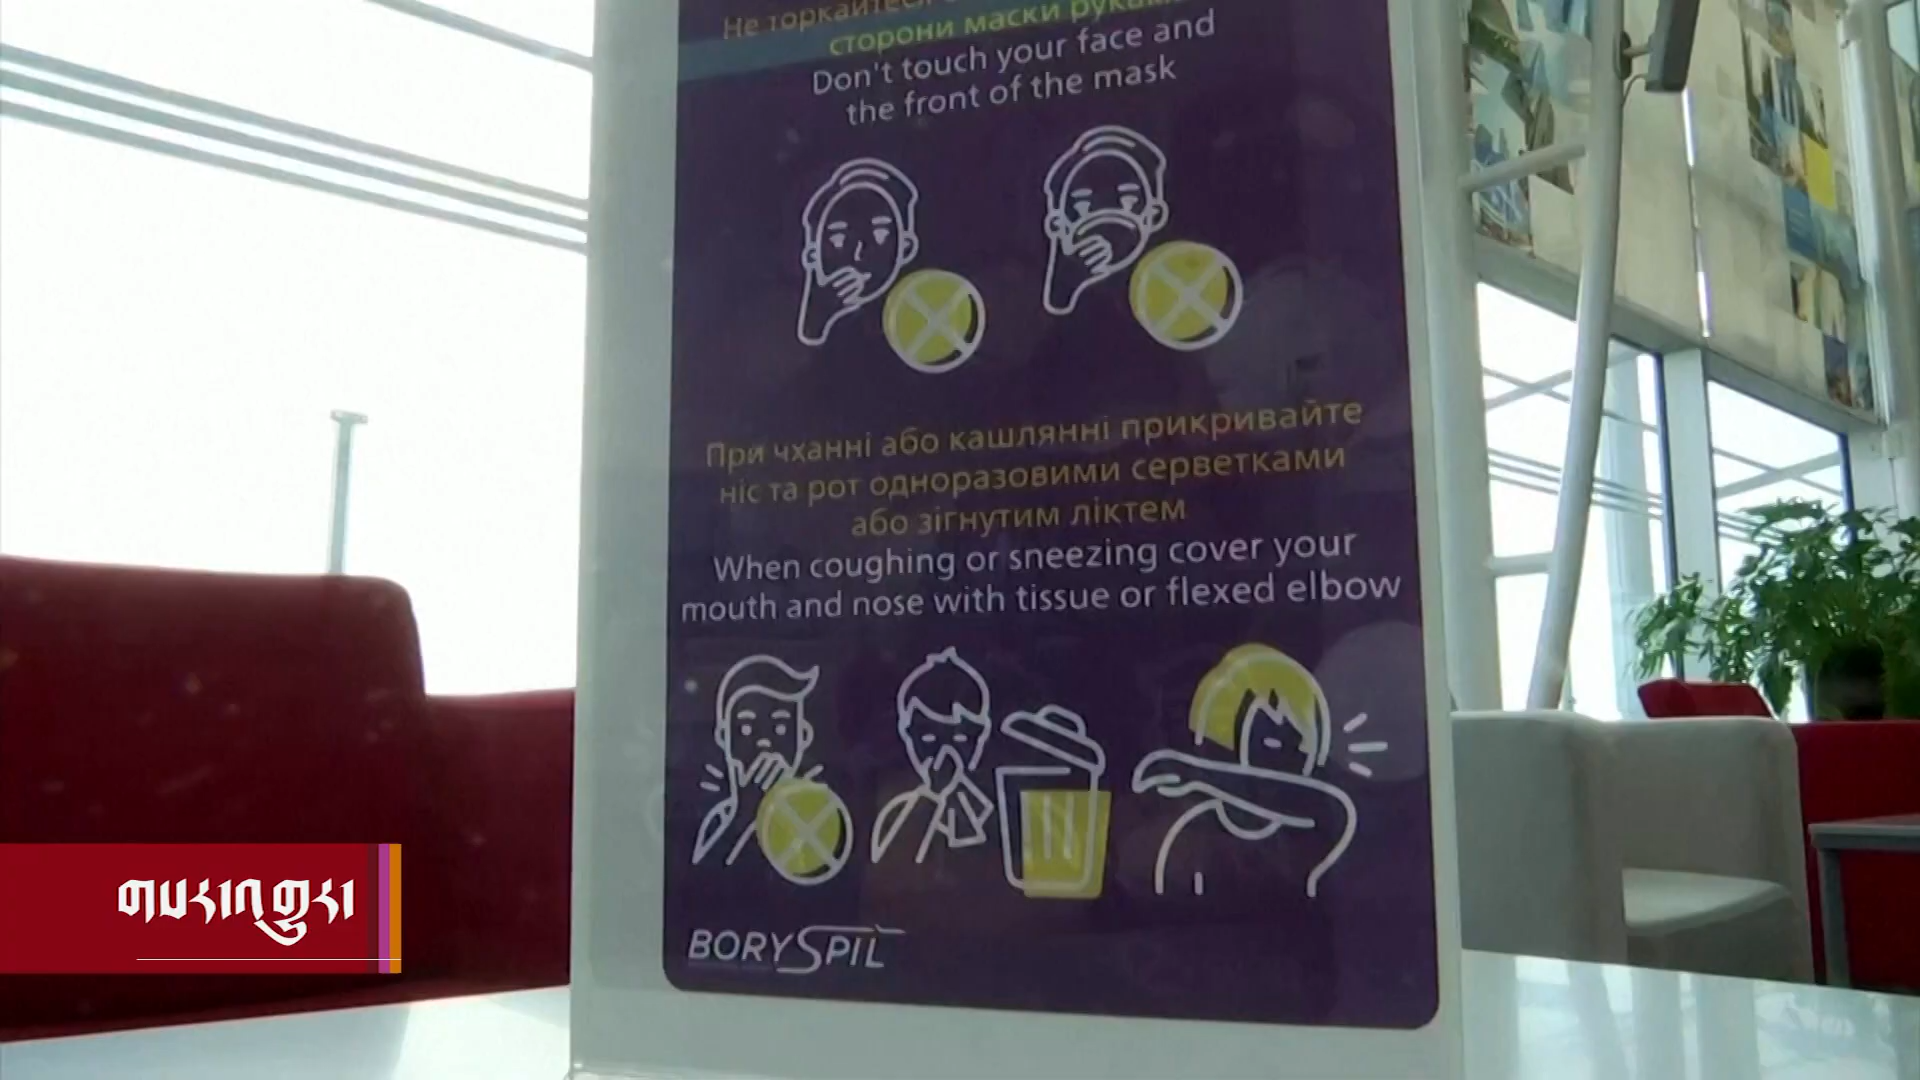 Не торкайтеся
сторони маски руками
Don't touch your face and
the front of the mask
При чханні або кашлянні прикривайте
ніс та рот одноразовими серветками
або зігнутим ліктем
When coughing or sneezing cover your
mouth and nose with tissue or flexed elbow
BORYSPIL